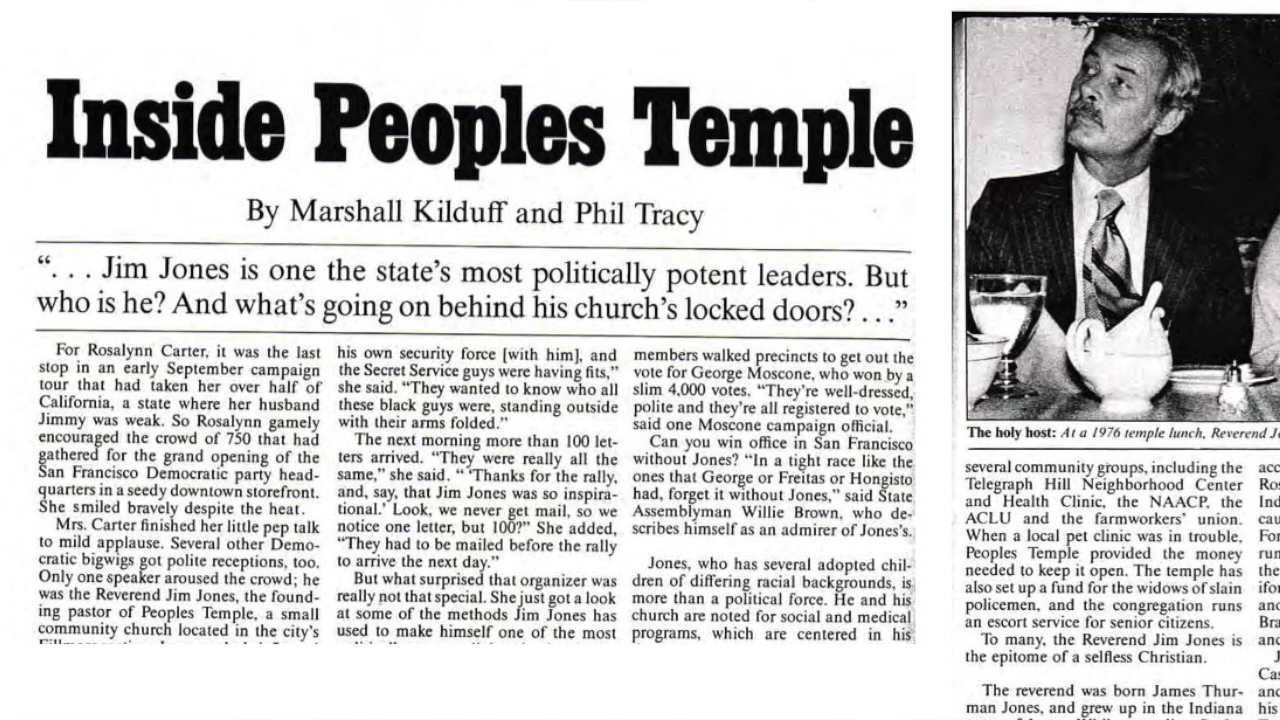 Inside Peoples Temple
By Marshall Kilduff and Phil Tracy
“. . . Jim Jones is one the state’s most politically potent leaders. But
who is he? And what’s going on behind his church’s locked doors? . . .”
For Rosalynn Carter, it was the last
stop in an early September campaign
tour that had taken her over half of
California, a state where her husband
Jimmy was weak. So Rosalynn gamely
encouraged the crowd of 750 that had
gathered for the grand opening of the
San Francisco Democratic party head-
quarters in a seedy downtown storefront.
She smiled bravely despite the heat.
Mrs. Carter finished her little pep talk
to mild applause. Several other Demo-
cratic bigwigs got polite receptions, too.
Only one speaker aroused the crowd; he
was the Reverend Jim Jones, the found-
ing pastor of Peoples Temple, a small
community church located in the city’s
his own security force [with him], and
the Secret Service guys were having fits,”
she said. “They wanted to know who all
these black guys were, standing outside
with their arms folded.”
The next morning more than 100 let-
ters arrived. “They were really all the
same,” she said. “ ‘Thanks for the rally,
and, say, that Jim Jones was so inspira-
tional.’ Look, we never get mail, so we
notice one letter, but 100?” She added,
“They had to be mailed before the rally
to arrive the next day.”
But what surprised that organizer was
really not that special. She just got a look
at some of the methods Jim Jones has
used to make himself one of the most
members walked precincts to get out the
vote for George Moscone, who won by a
slim 4,000 votes. “They’re well-dressed,
polite and they’re all registered to vote,”
said one Moscone campaign official.
Can you win office in San Francisco
without Jones? “In a tight race like the
ones that George or Freitas or Hongisto
had, forget it without Jones,” said State
Assemblyman Willie Brown, who de-
scribes himself as an admirer of Jones’s.
Jones, who has several adopted chil-
dren of differing racial backgrounds, is
more than a political force. He and his
church are noted for social and medical
programs, which are centered in his
The holy host: At a 1976 temple lunch, Reverend J
several community groups, including the
Telegraph Hill Neighborhood Center
and Health Clinic, the NAACP, the
ACLU and the farmworkers’ union.
When a local pet clinic was in trouble,
Peoples Temple provided the money
needed to keep it open. The temple has
also set up a fund for the widows of slain
policemen, and the congregation runs
an escort service for senior citizens.
To many, the Reverend Jim Jones is
the epitome of a selfless Christian.
The reverend was born James Thur-
man Jones, and grew up in the Indiana